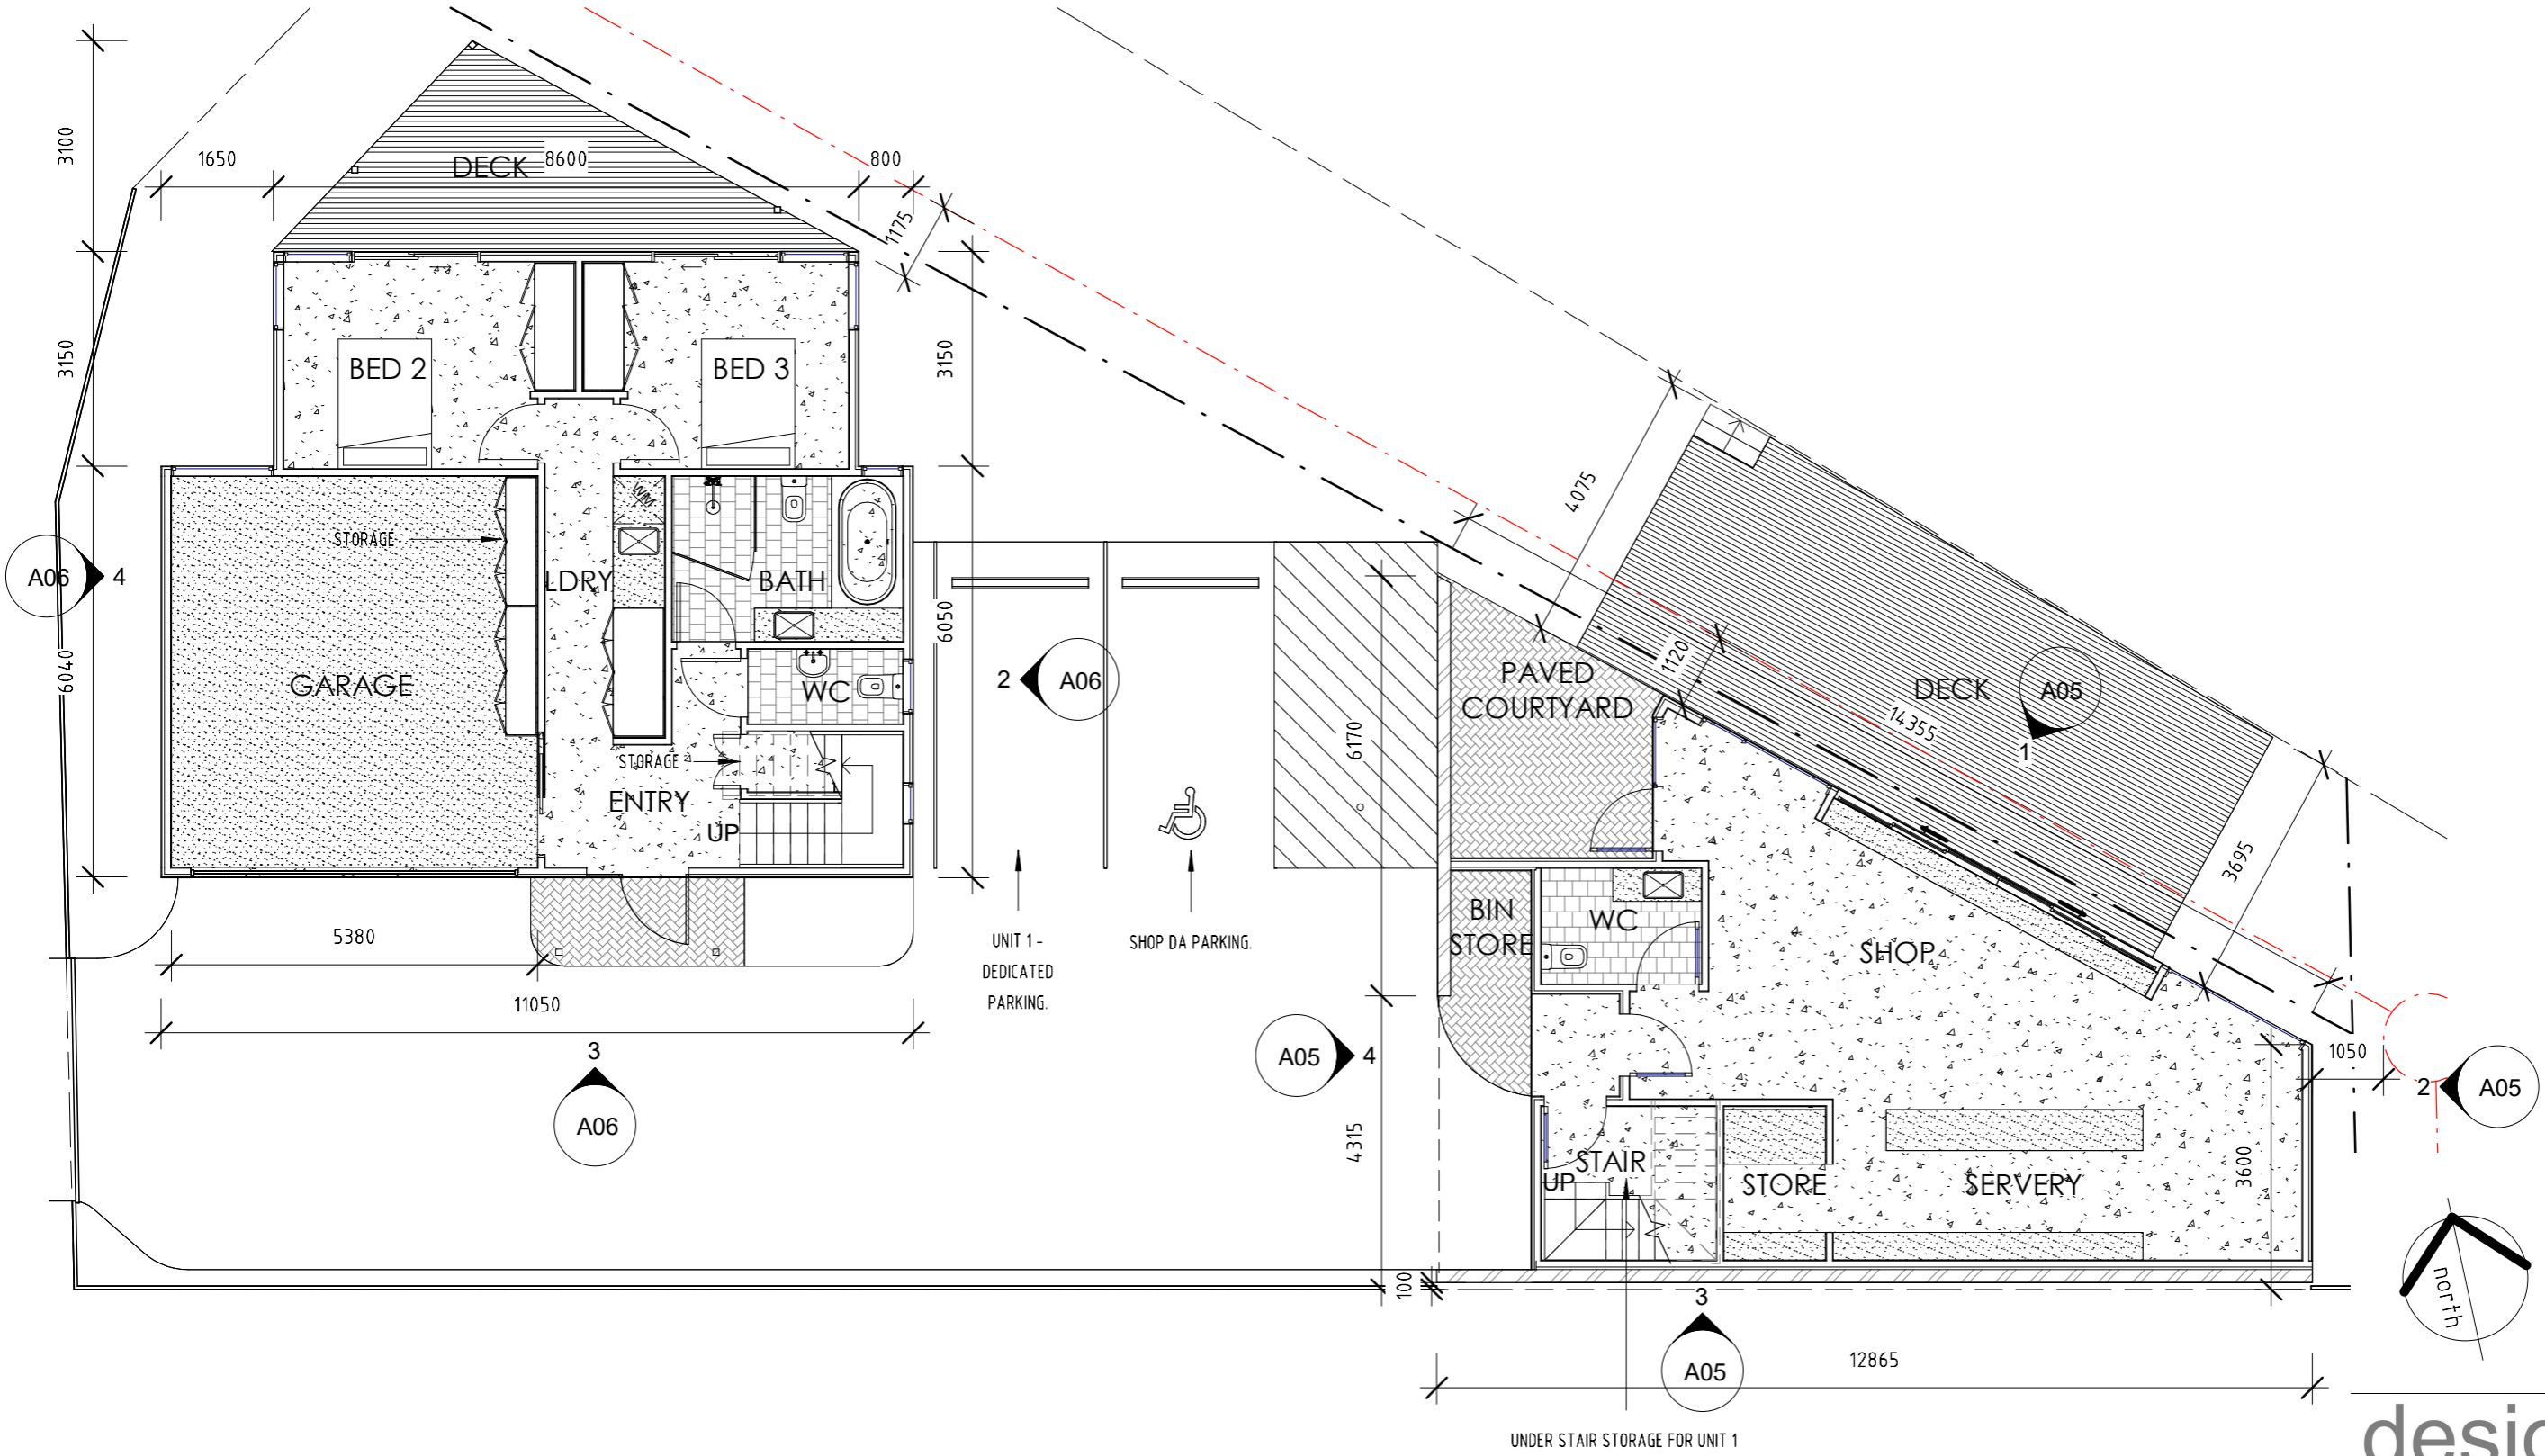 3100
1650
DECK
8600
800
1175
3150
BED 2
BED 3
3150
4075
STORAGE
WM
A06
4
LDRY
BATH
6050
6040
GARAGE
WC
2
A06
PAVED
COURTYARD
1120
DECK
A05
1
14355
6170
STORAGE
ENTRY
UP
3695
5380
UNIT 1 -
DEDICATED
PARKING.
SHOP DA PARKING.
BIN
STORE
WC
SHOP
11050
3
A06
A05
4
1050
2
A05
4315
STAIR
UP
STORE
SERVERY
3600
100
north
3
A05
12865
UNDER STAIR STORAGE FOR UNIT 1
desig